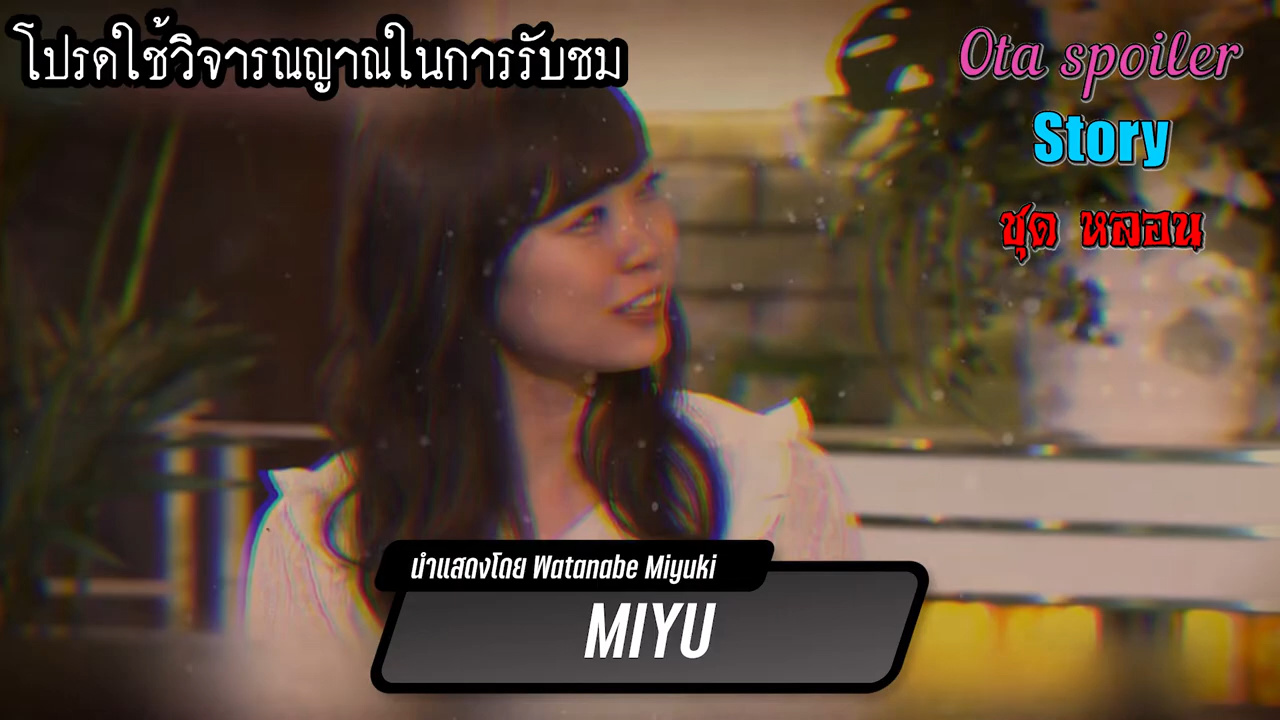 โปรดใช้วิจารณญาณในการรับชม
Ota spoiler
Story
ชุด หลอน
นำแสดงโดย Watanabe Miyuki
MIYU